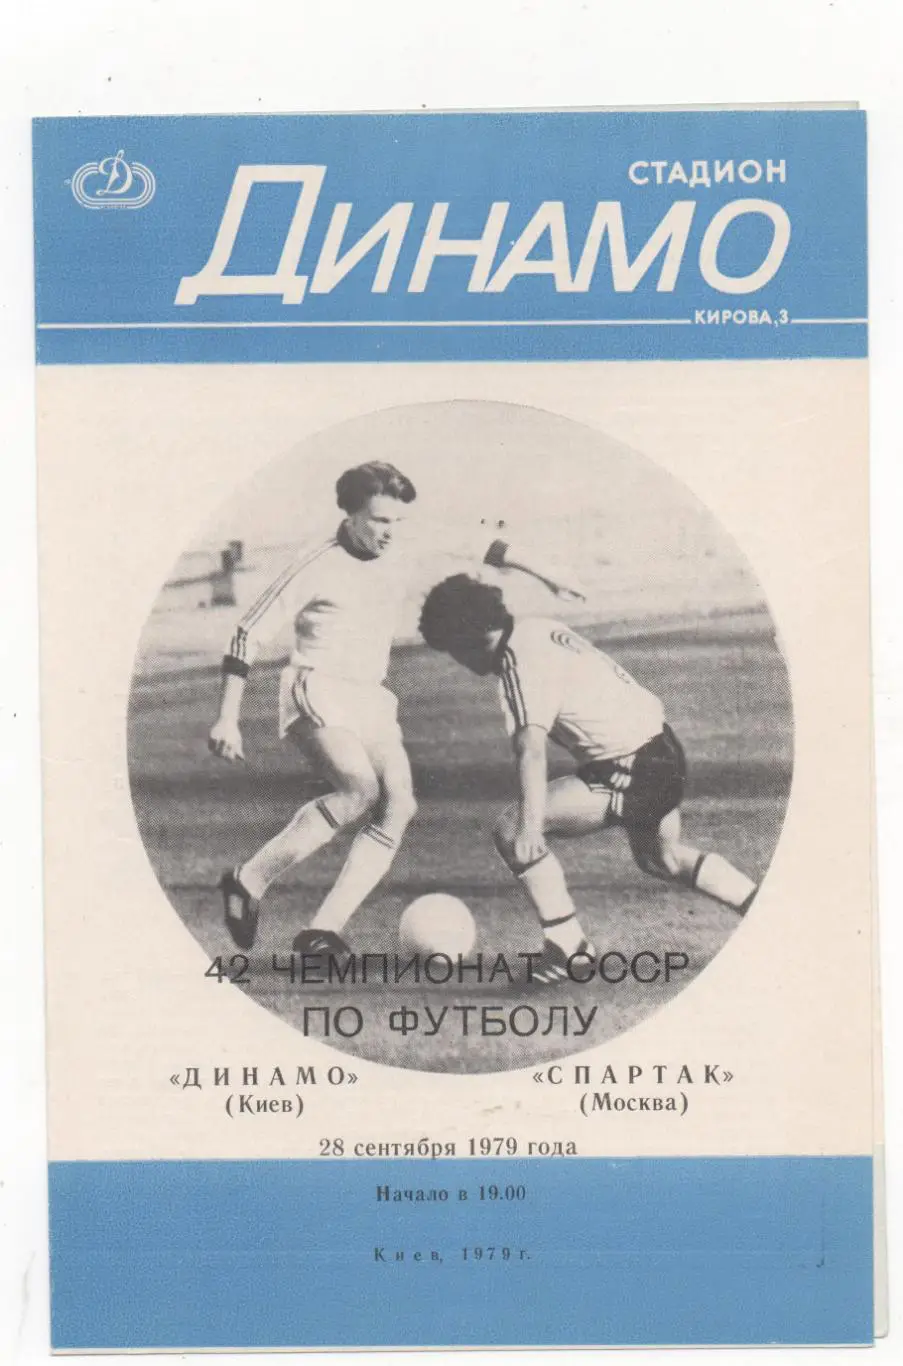 СТАДИОН
ДИНАМО
КИРОВА, 3
42 ЧЕМПИОНАТ СССР
ПО ФУТБОЛУ
«ДИНАМО» «СПАРТАК»
(Киев) (Москва)
28 сентября 1979 года
Начало в 19.00
Киев, 1979 г.